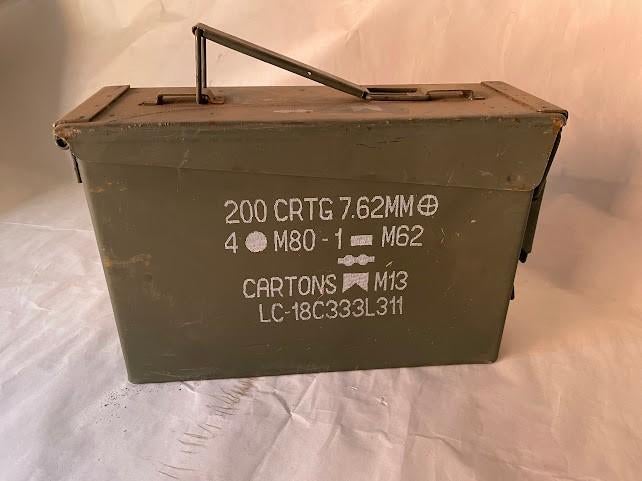 200 CRTG 7.62MM⊕
4 ● M80 - 1 ▬ M62
CARTONS M13
LC-18C333L311